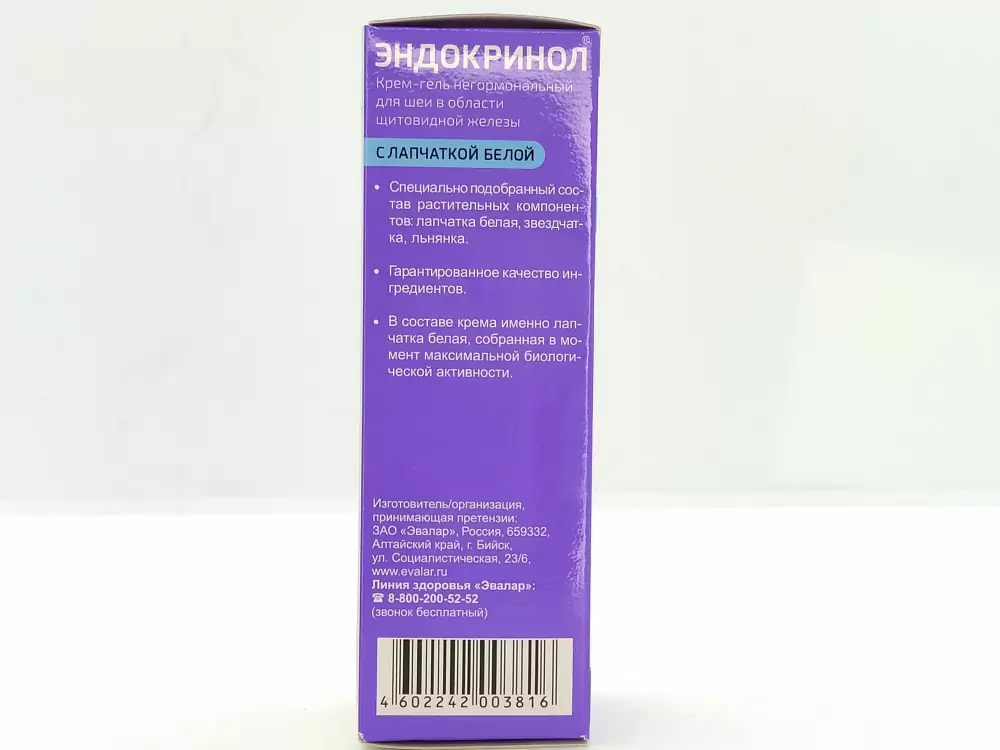 ЭНДОКРИНОЛ®
Крем-гель негормональный
для шеи в области
щитовидной железы
С ЛАПЧАТКОЙ БЕЛОЙ
• Специально подобранный сос-
тав растительных компонен-
тов: лапчатка белая, звездчат-
ка, льнянка.
• Гарантированное качество ин-
гредиентов.
• В составе крема именно лап-
чатка белая, собранная в мо-
мент максимальной биологи-
ческой активности.
Изготовитель/организация,
принимающая претензии:
ЗАО «Эвалар», Россия, 659332,
Алтайский край, г. Бийск,
ул. Социалистическая, 23/6,
www.evalar.ru
Линия здоровья «Эвалар»:
☎ 8-800-200-52-52
(звонок бесплатный)
4 602242 003816